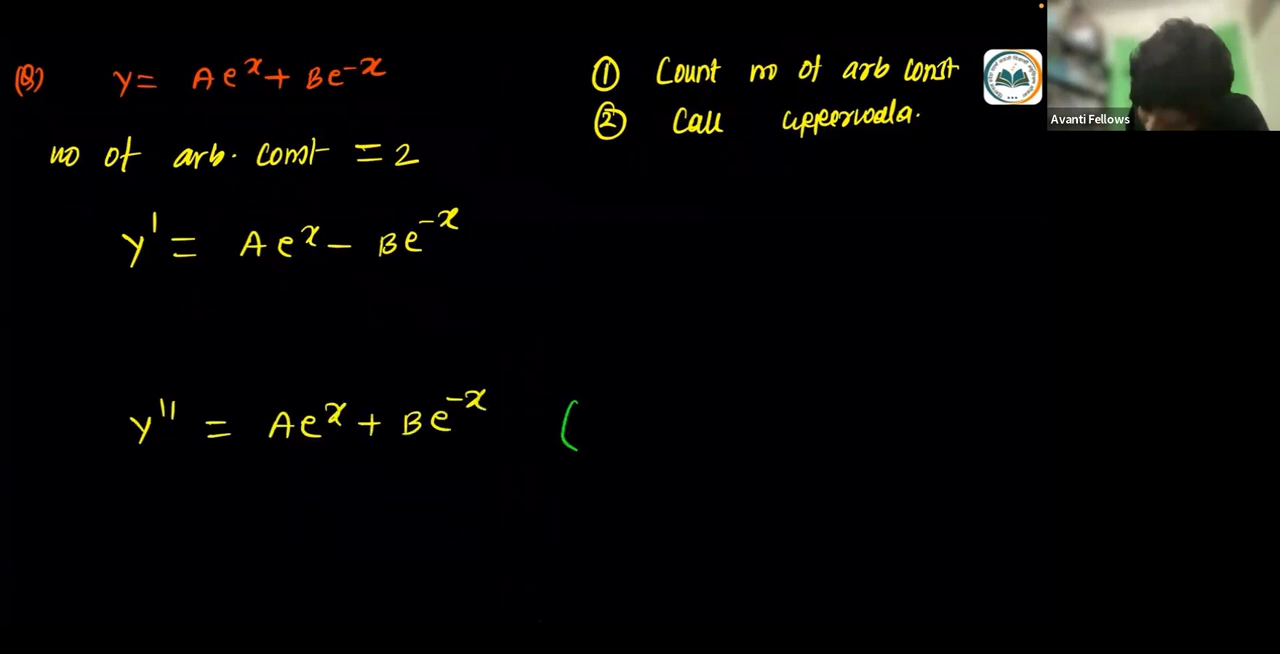 (Q) y = Ae^x + Be^-x
no of arb. const = 2
y' = Ae^x - Be^-x
y'' = Ae^x + Be^-x (
① Count no of arb const
② Call upperwala.
Avanti Fellows